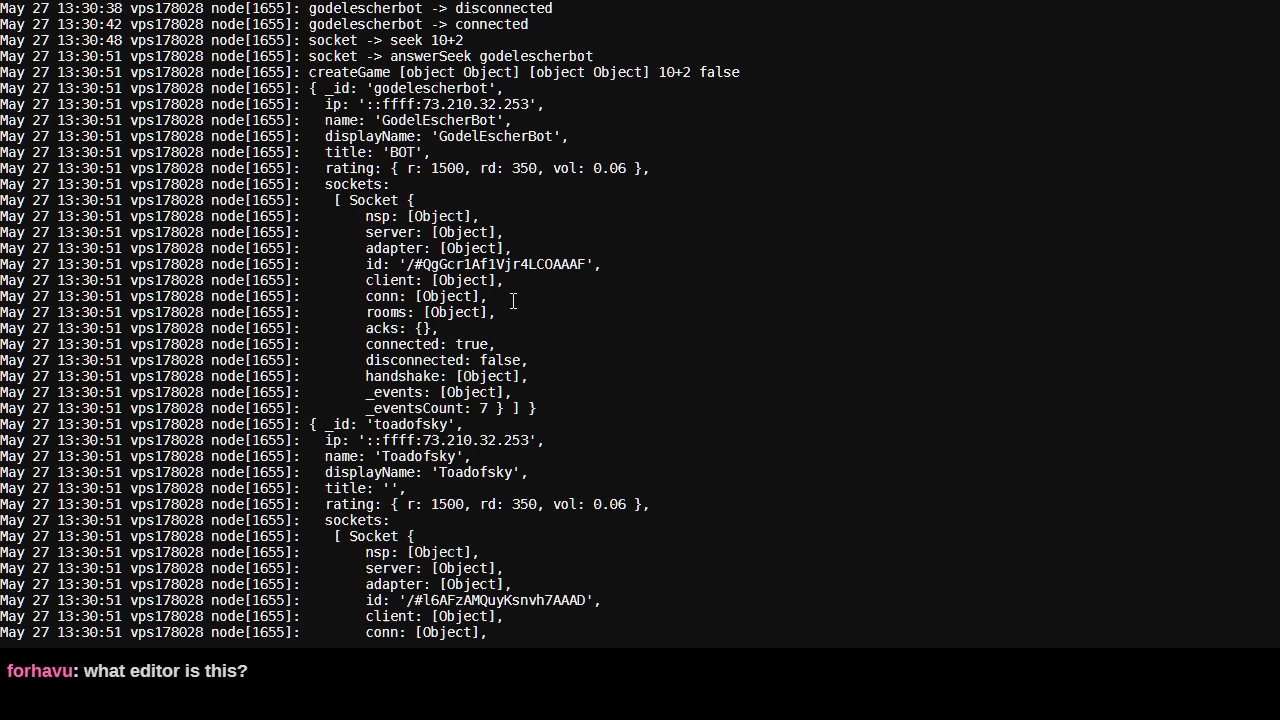 May 27 13:30:38 vps178028 node[1655]: godelescherbot -> disconnected
May 27 13:30:42 vps178028 node[1655]: godelescherbot -> connected
May 27 13:30:48 vps178028 node[1655]: socket -> seek 10+2
May 27 13:30:51 vps178028 node[1655]: socket -> answerSeek godelescherbot
May 27 13:30:51 vps178028 node[1655]: createGame [object Object] [object Object] 10+2 false
May 27 13:30:51 vps178028 node[1655]: { _id: 'godelescherbot',
May 27 13:30:51 vps178028 node[1655]:   ip: '::ffff:73.210.32.253',
May 27 13:30:51 vps178028 node[1655]:   name: 'GodelEscherBot',
May 27 13:30:51 vps178028 node[1655]:   displayName: 'GodelEscherBot',
May 27 13:30:51 vps178028 node[1655]:   title: 'BOT',
May 27 13:30:51 vps178028 node[1655]:   rating: { r: 1500, rd: 350, vol: 0.06 },
May 27 13:30:51 vps178028 node[1655]:   sockets:
May 27 13:30:51 vps178028 node[1655]:    [ Socket {
May 27 13:30:51 vps178028 node[1655]:        nsp: [Object],
May 27 13:30:51 vps178028 node[1655]:        server: [Object],
May 27 13:30:51 vps178028 node[1655]:        adapter: [Object],
May 27 13:30:51 vps178028 node[1655]:        id: '/#QgGcr1Af1Vjr4LCOAAAF',
May 27 13:30:51 vps178028 node[1655]:        client: [Object],
May 27 13:30:51 vps178028 node[1655]:        conn: [Object],
May 27 13:30:51 vps178028 node[1655]:        rooms: [Object],
May 27 13:30:51 vps178028 node[1655]:        acks: {},
May 27 13:30:51 vps178028 node[1655]:        connected: true,
May 27 13:30:51 vps178028 node[1655]:        disconnected: false,
May 27 13:30:51 vps178028 node[1655]:        handshake: [Object],
May 27 13:30:51 vps178028 node[1655]:        _events: [Object],
May 27 13:30:51 vps178028 node[1655]:        _eventsCount: 7 } ] }
May 27 13:30:51 vps178028 node[1655]: { _id: 'toadofsky',
May 27 13:30:51 vps178028 node[1655]:   ip: '::ffff:73.210.32.253',
May 27 13:30:51 vps178028 node[1655]:   name: 'Toadofsky',
May 27 13:30:51 vps178028 node[1655]:   displayName: 'Toadofsky',
May 27 13:30:51 vps178028 node[1655]:   title: '',
May 27 13:30:51 vps178028 node[1655]:   rating: { r: 1500, rd: 350, vol: 0.06 },
May 27 13:30:51 vps178028 node[1655]:   sockets:
May 27 13:30:51 vps178028 node[1655]:    [ Socket {
May 27 13:30:51 vps178028 node[1655]:        nsp: [Object],
May 27 13:30:51 vps178028 node[1655]:        server: [Object],
May 27 13:30:51 vps178028 node[1655]:        adapter: [Object],
May 27 13:30:51 vps178028 node[1655]:        id: '/#l6AFzAMQuyKsnvh7AAAD',
May 27 13:30:51 vps178028 node[1655]:        client: [Object],
May 27 13:30:51 vps178028 node[1655]:        conn: [Object],
forhavu: what editor is this?